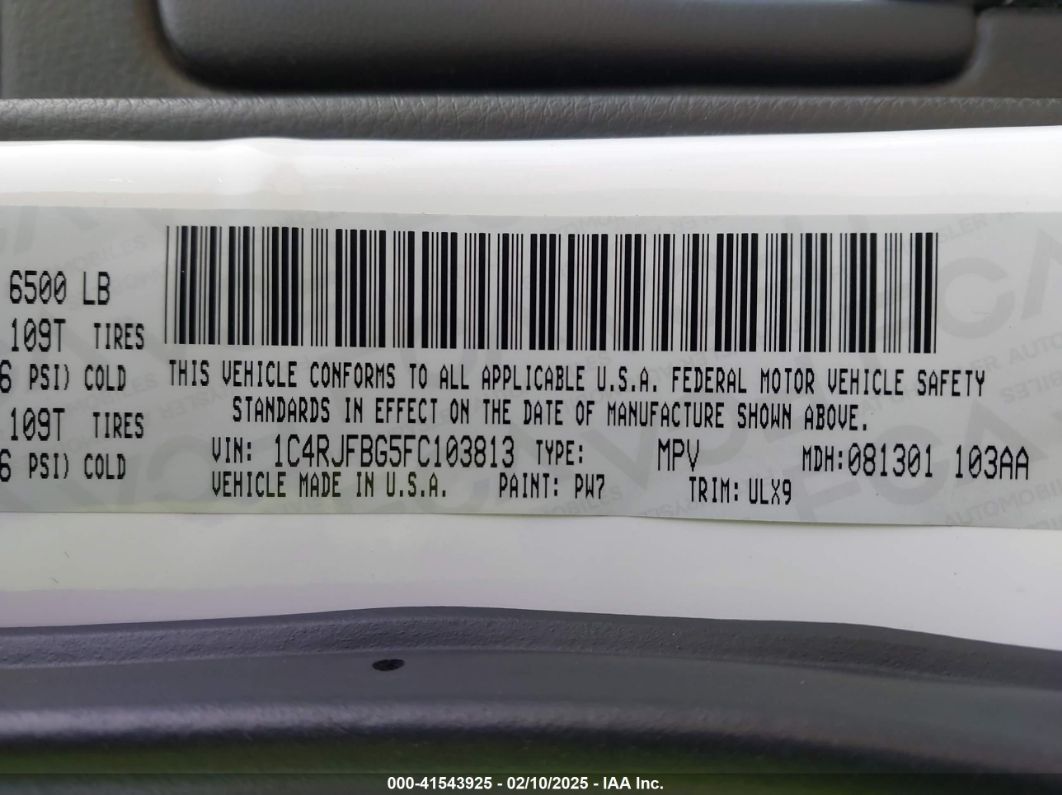 6500 LB
109T TIRES
6 PSI) COLD
109T TIRES
6 PSI) COLD
THIS VEHICLE CONFORMS TO ALL APPLICABLE U.S.A. FEDERAL MOTOR VEHICLE SAFETY
STANDARDS IN EFFECT ON THE DATE OF MANUFACTURE SHOWN ABOVE.
VIN: 1C4RJFBG5FC103813 TYPE: MPV MDH:081301 103AA
VEHICLE MADE IN U.S.A. PAINT: PW7 TRIM: ULX9
000-41543925 - 02/10/2025 - IAA Inc.